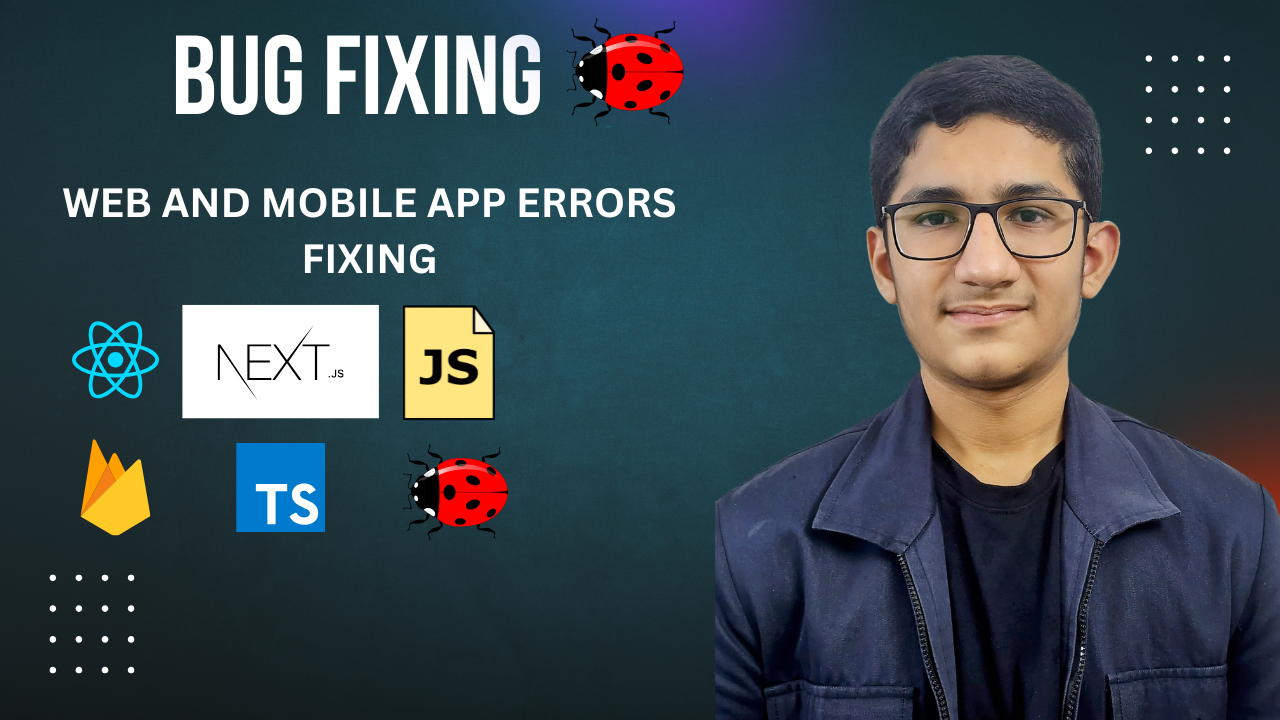 BUG FIXING
WEB AND MOBILE APP ERRORS
FIXING
NEXT.JS
JS
TS